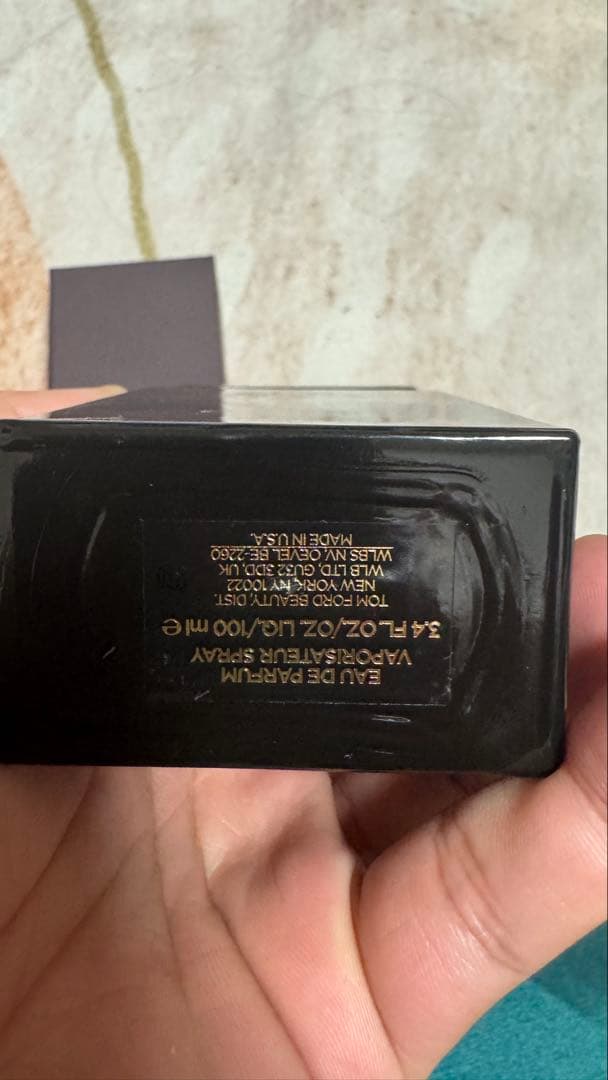 EAU DE PARFUM
VAPORISATEUR SPRAY
3.4 FL.OZ./OZ. LIQ./100 ml ℮
TOM FORD BEAUTY, DIST.
NEW YORK, NY 10022
WLB LTD, GU32 3DD, UK
WLBS NV, OEVEL BE-2260
MADE IN U.S.A.